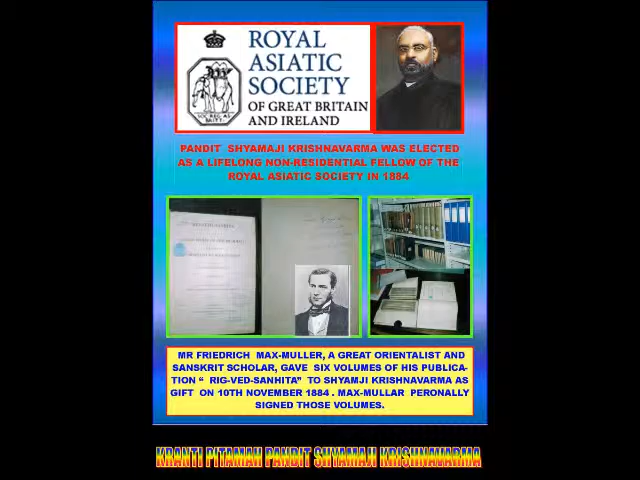 ROYAL
ASIATIC
SOCIETY
OF GREAT BRITAIN
AND IRELAND
PANDIT SHYAMAJI KRISHNAVARMA WAS ELECTED
AS A LIFELONG NON-RESIDENTIAL FELLOW OF THE
ROYAL ASIATIC SOCIETY IN 1884
MR FRIEDRICH MAX-MULLER, A GREAT ORIENTALIST AND
SANSKRIT SCHOLAR, GAVE SIX VOLUMES OF HIS PUBLICA-
TION “ RIG-VED-SANHITA” TO SHYAMJI KRISHNAVARMA AS
GIFT ON 10TH NOVEMBER 1884 . MAX-MULLAR PERONALLY
SIGNED THOSE VOLUMES.
KRANTI PITAMAH PANDIT SHYAMAJI KRISHNAVARMA